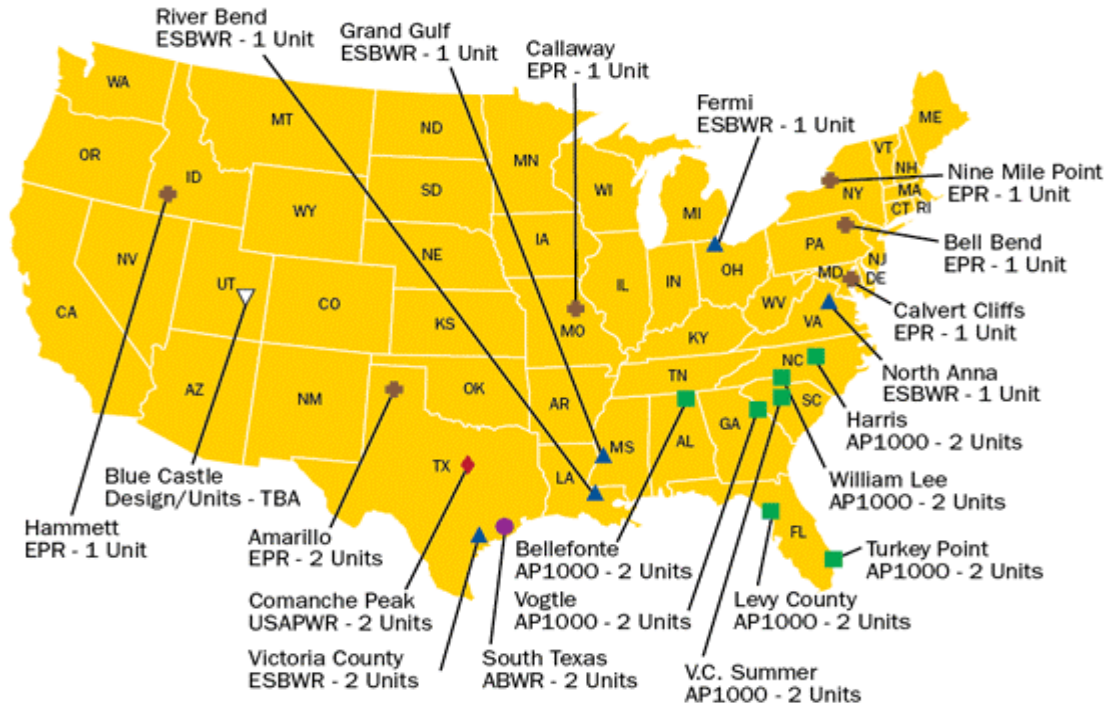 River Bend
ESBWR - 1 Unit
Grand Gulf
ESBWR - 1 Unit
Callaway
EPR - 1 Unit
Fermi
ESBWR - 1 Unit
Nine Mile Point
EPR - 1 Unit
Bell Bend
EPR - 1 Unit
Calvert Cliffs
EPR - 1 Unit
North Anna
ESBWR - 1 Unit
Harris
AP1000 - 2 Units
William Lee
AP1000 - 2 Units
Turkey Point
AP1000 - 2 Units
Levy County
AP1000 - 2 Units
V.C. Summer
AP1000 - 2 Units
Bellefonte
AP1000 - 2 Units
Vogtle
AP1000 - 2 Units
South Texas
ABWR - 2 Units
Amarillo
EPR - 2 Units
Comanche Peak
USAPWR - 2 Units
Victoria County
ESBWR - 2 Units
Blue Castle
Design/Units - TBA
Hammett
EPR - 1 Unit
WA
OR
ID
MT
ND
MN
SD
WY
WI
MI
ME
VT
NH
MA
CT
RI
NY
PA
NJ
DE
MD
NV
UT
CA
CO
NE
IA
IL
IN
OH
WV
VA
KS
MO
KY
NC
TN
SC
AZ
NM
OK
AR
TX
LA
MS
AL
GA
FL